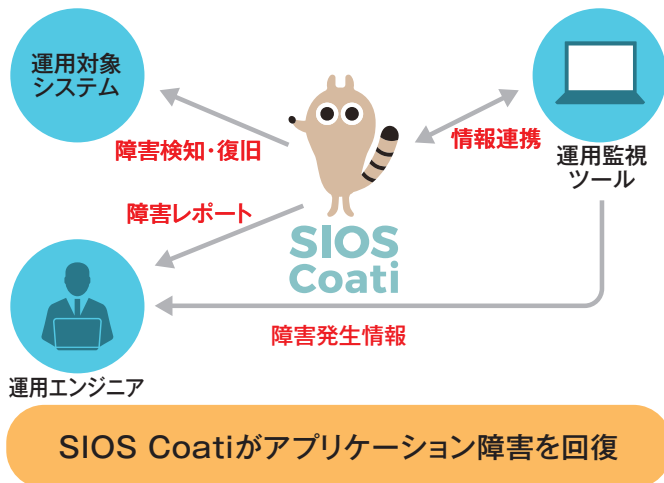 運用対象
システム
障害検知･復旧
情報連携
運用監視
ツール
障害レポート
SIOS
Coati
障害発生情報
運用エンジニア
SIOS Coatiがアプリケーション障害を回復